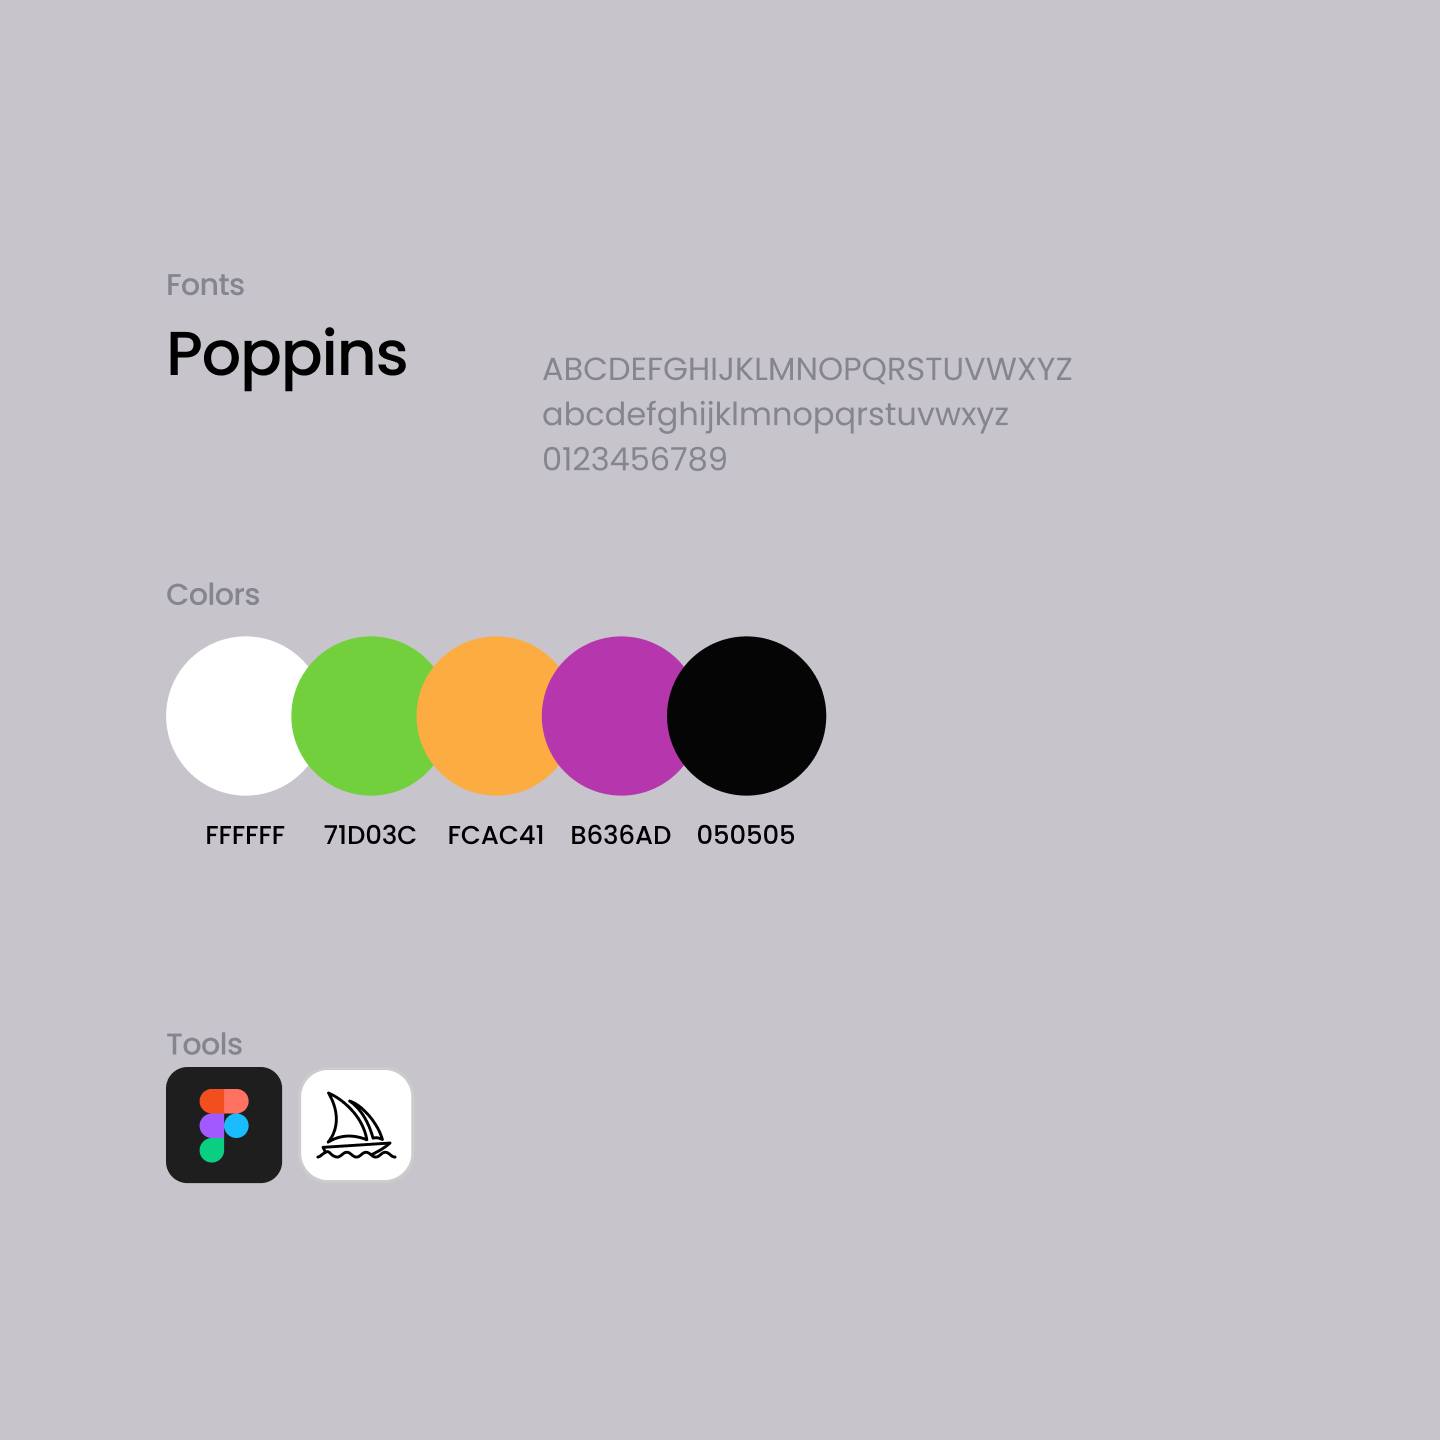 Fonts
Poppins
ABCDEFGHIJKLMNOPQRSTUVWXYZ
abcdefghijklmnopqrstuvwxyz
0123456789
Colors
FFFFFF 71D03C FCAC41 B636AD 050505
Tools